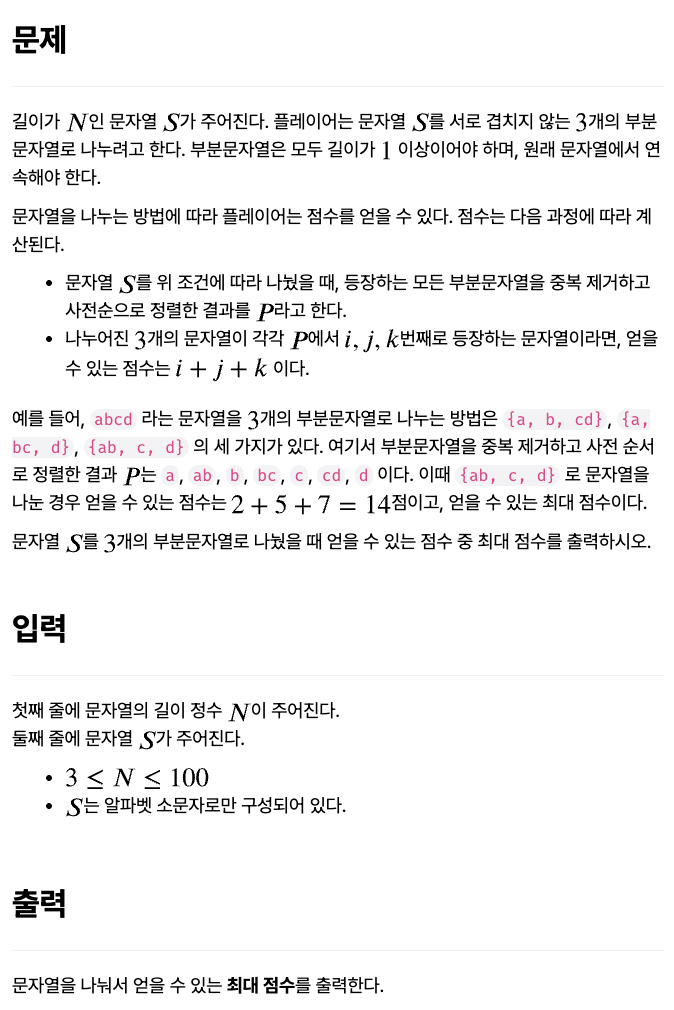 문제
길이가 N인 문자열 S가 주어진다. 플레이어는 문자열 S를 서로 겹치지 않는 3개의 부분
문자열로 나누려고 한다. 부분문자열은 모두 길이가 1 이상이어야 하며, 원래 문자열에서 연
속해야 한다.
문자열을 나누는 방법에 따라 플레이어는 점수를 얻을 수 있다. 점수는 다음 과정에 따라 계
산된다.
• 문자열 S를 위 조건에 따라 나눴을 때, 등장하는 모든 부분문자열을 중복 제거하고
사전순으로 정렬한 결과를 P라고 한다.
• 나누어진 3개의 문자열이 각각 P에서 i, j, k번째로 등장하는 문자열이라면, 얻을
수 있는 점수는 i + j + k 이다.
예를 들어, abcd 라는 문자열을 3개의 부분문자열로 나누는 방법은 {a, b, cd}, {a,
bc, d}, {ab, c, d} 의 세 가지가 있다. 여기서 부분문자열을 중복 제거하고 사전 순서
로 정렬한 결과 P는 a, ab, b, bc, c, cd, d 이다. 이때 {ab, c, d} 로 문자열을
나눈 경우 얻을 수 있는 점수는 2 + 5 + 7 = 14점이고, 얻을 수 있는 최대 점수이다.
문자열 S를 3개의 부분문자열로 나눴을 때 얻을 수 있는 점수 중 최대 점수를 출력하시오.
입력
첫째 줄에 문자열의 길이 정수 N이 주어진다.
둘째 줄에 문자열 S가 주어진다.
• 3 ≤ N ≤ 100
• S는 알파벳 소문자로만 구성되어 있다.
출력
문자열을 나눠서 얻을 수 있는 최대 점수를 출력한다.